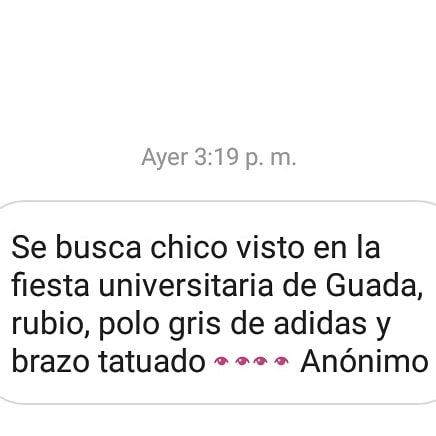 Ayer 3:19 p. m.
Se busca chico visto en la
fiesta universitaria de Guada,
rubio, polo gris de adidas y
brazo tatuado 👁👁👁👁 Anónimo